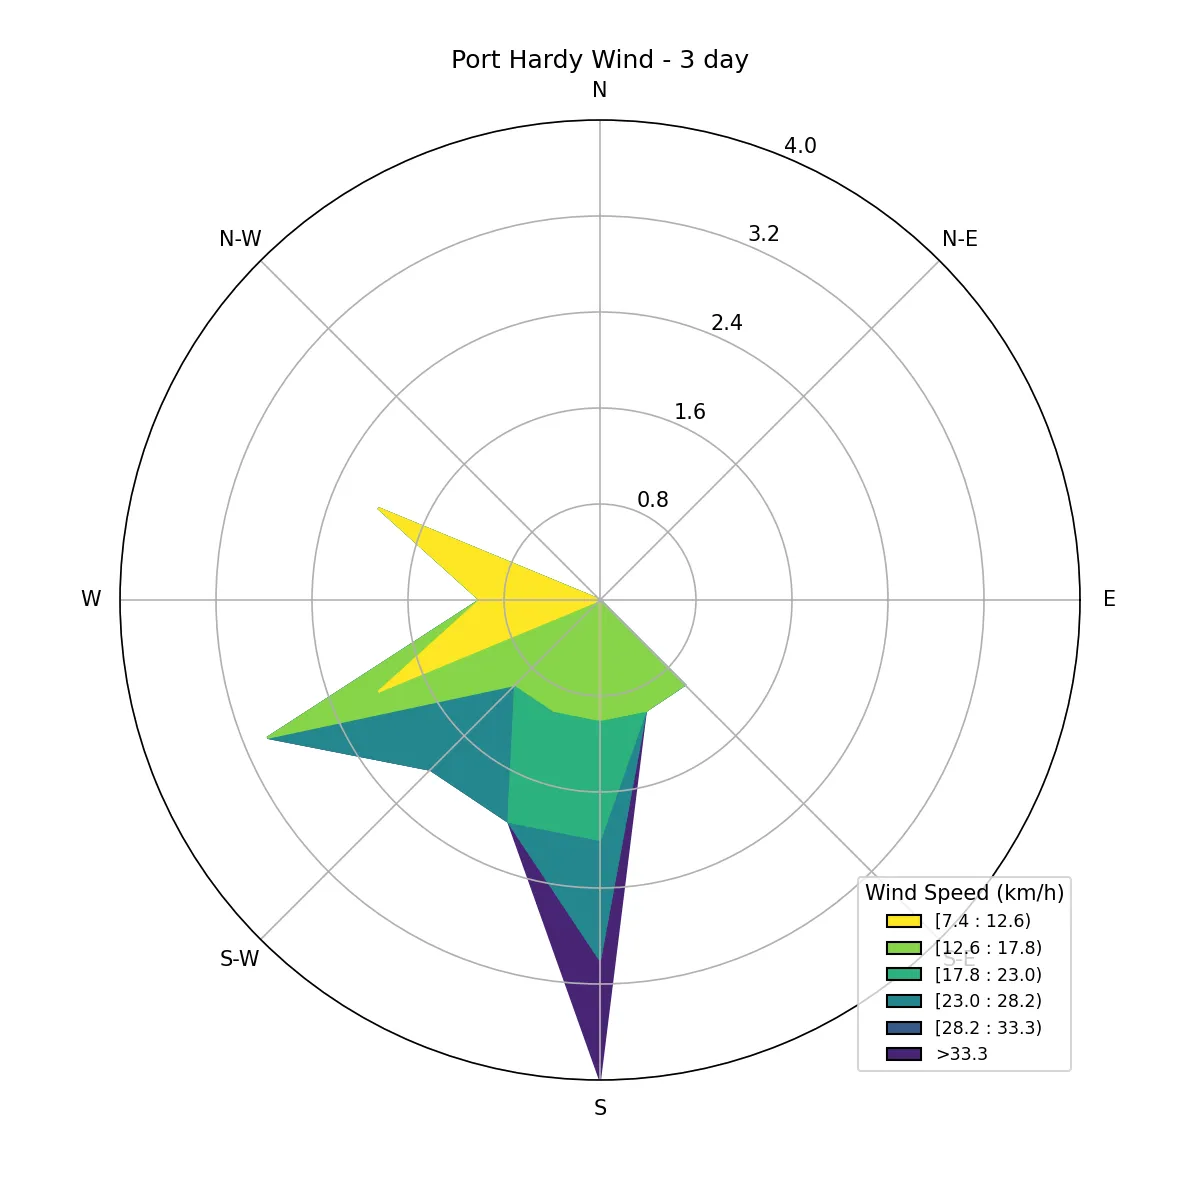 Port Hardy Wind - 3 day
N
4.0
N-W
3.2
N-E
2.4
1.6
0.8
W
E
Wind Speed (km/h)
[7.4 : 12.6)
[12.6 : 17.8)
S-W
S-E
[17.8 : 23.0)
[23.0 : 28.2)
[28.2 : 33.3)
>33.3
S